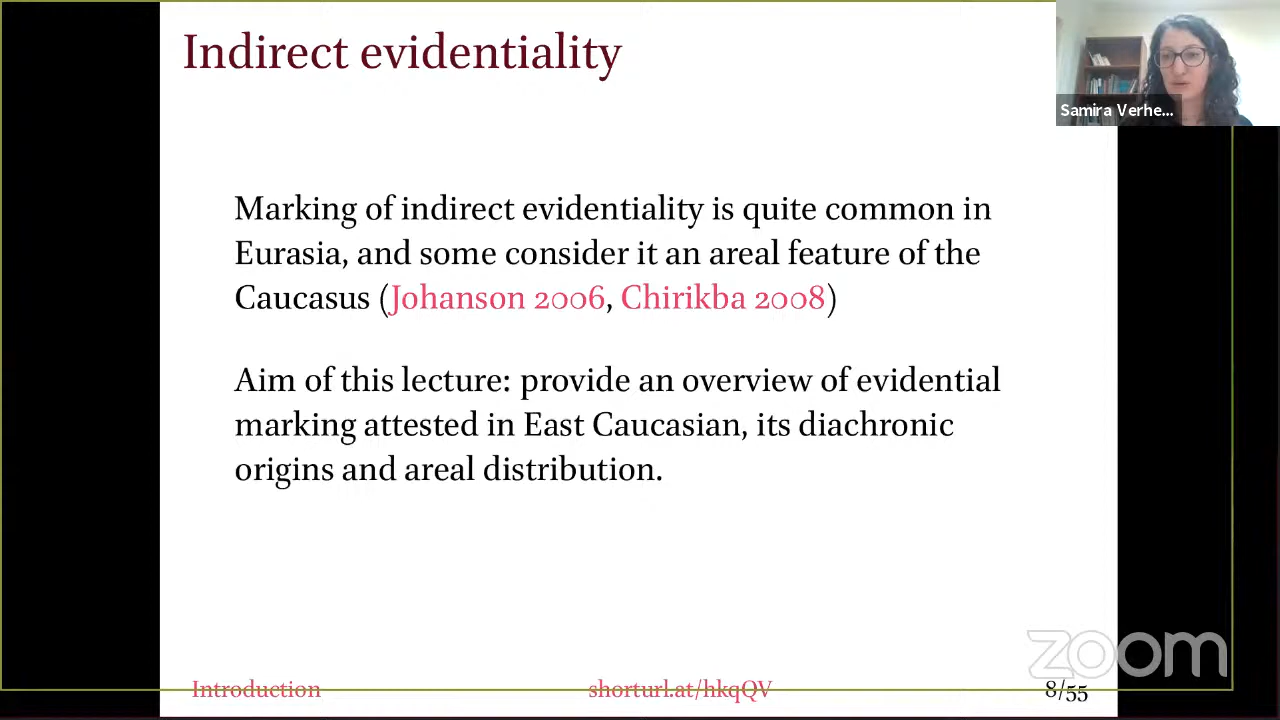 Indirect evidentiality
Samira Verhe...
Marking of indirect evidentiality is quite common in
Eurasia, and some consider it an areal feature of the
Caucasus (Johanson 2006, Chirikba 2008)
Aim of this lecture: provide an overview of evidential
marking attested in East Caucasian, its diachronic
origins and areal distribution.
zoom
Introduction shorturl.at/hkqQV 8/55